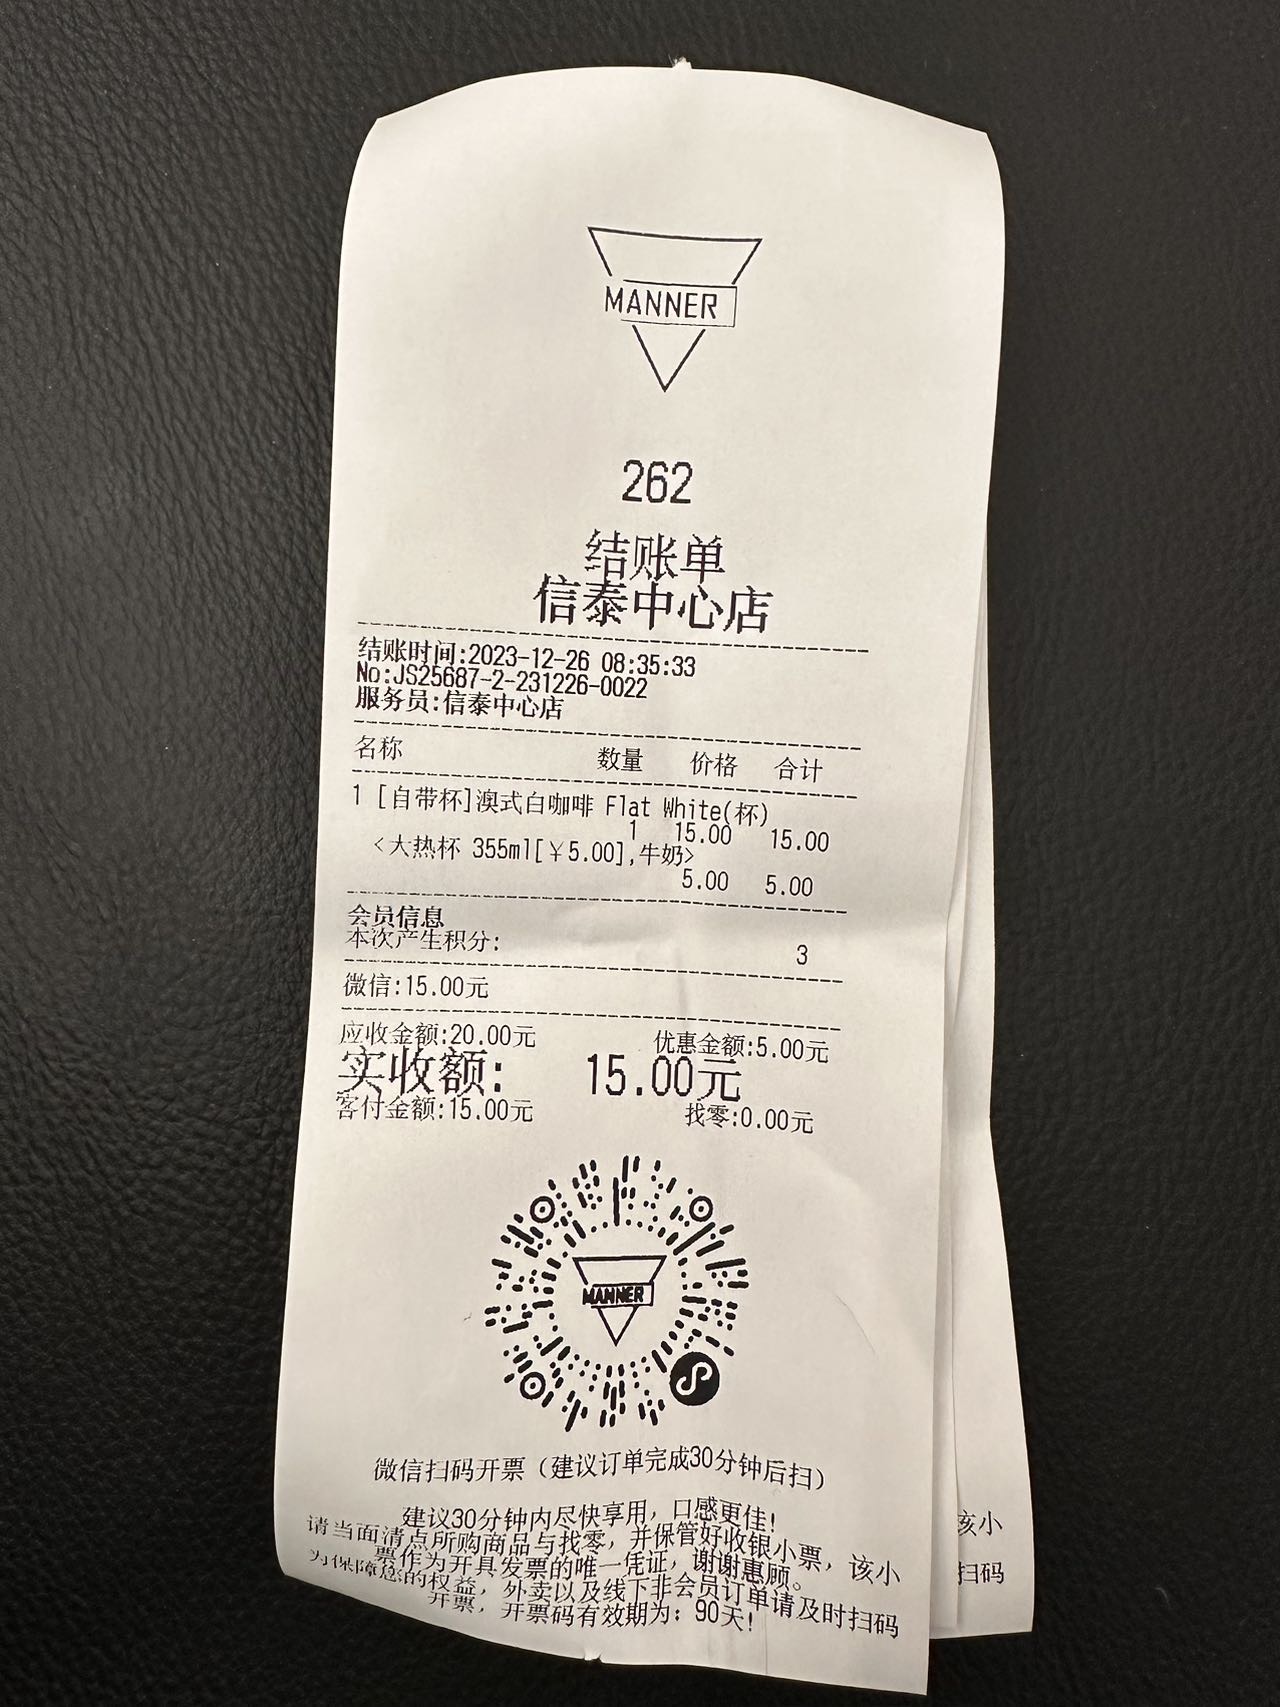 MANNER
262
结账单
信泰中心店
结账时间:2023-12-26 08:35:33
No:JS25687-2-231226-0022
服务员:信泰中心店
名称 数量 价格 合计
1 [自带杯]澳式白咖啡 Flat White(杯)
1 15.00 15.00
<大热杯 355ml[￥5.00],牛奶>
5.00 5.00
会员信息
本次产生积分: 3
微信:15.00元
应收金额:20.00元 优惠金额:5.00元
实收额: 15.00元
客付金额:15.00元 找零:0.00元
MANNER
微信扫码开票（建议订单完成30分钟后扫）
建议30分钟内尽快享用，口感更佳!
请当面清点所购商品与找零，并保管好收银小票，该小
票作为开具发票的唯一凭证，谢谢惠顾。
为保障您的权益，外卖以及线下非会员订单请及时扫码
开票，开票码有效期为：90天!
该小
扫码